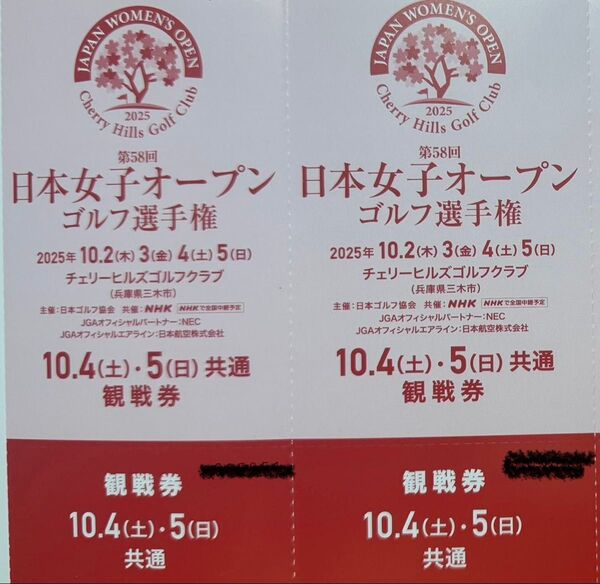 JAPAN WOMEN'S OPEN
2025
Cherry Hills Golf Club
第58回
日本女子オープン
ゴルフ選手権
2025年 10.2(木) 3(金) 4(土) 5(日)
チェリーヒルズゴルフクラブ
(兵庫県三木市)
主催:日本ゴルフ協会 共催:NHK NHKで全国中継予定
JGAオフィシャルパートナー:NEC
JGAオフィシャルエアライン:日本航空株式会社
10.4(土)・5(日) 共通
観戦券
観戦券
10.4(土)・5(日)
共通
JAPAN WOMEN'S OPEN
2025
Cherry Hills Golf Club
第58回
日本女子オープン
ゴルフ選手権
2025年 10.2(木) 3(金) 4(土) 5(日)
チェリーヒルズゴルフクラブ
(兵庫県三木市)
主催:日本ゴルフ協会 共催:NHK NHKで全国中継予定
JGAオフィシャルパートナー:NEC
JGAオフィシャルエアライン:日本航空株式会社
10.4(土)・5(日) 共通
観戦券
観戦券
10.4(土)・5(日)
共通